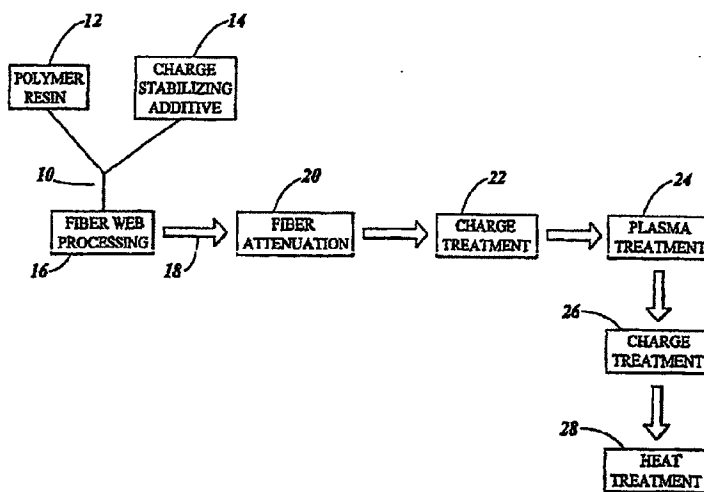 12
14
POLYMER
RESIN
CHARGE
STABILIZING
ADDITIVE
10
20
22
24
FIBER WEB
PROCESSING
FIBER
ATTENUATION
CHARGE
TREATMENT
PLASMA
TREATMENT
16
18
26
CHARGE
TREATMENT
28
HEAT
TREATMENT